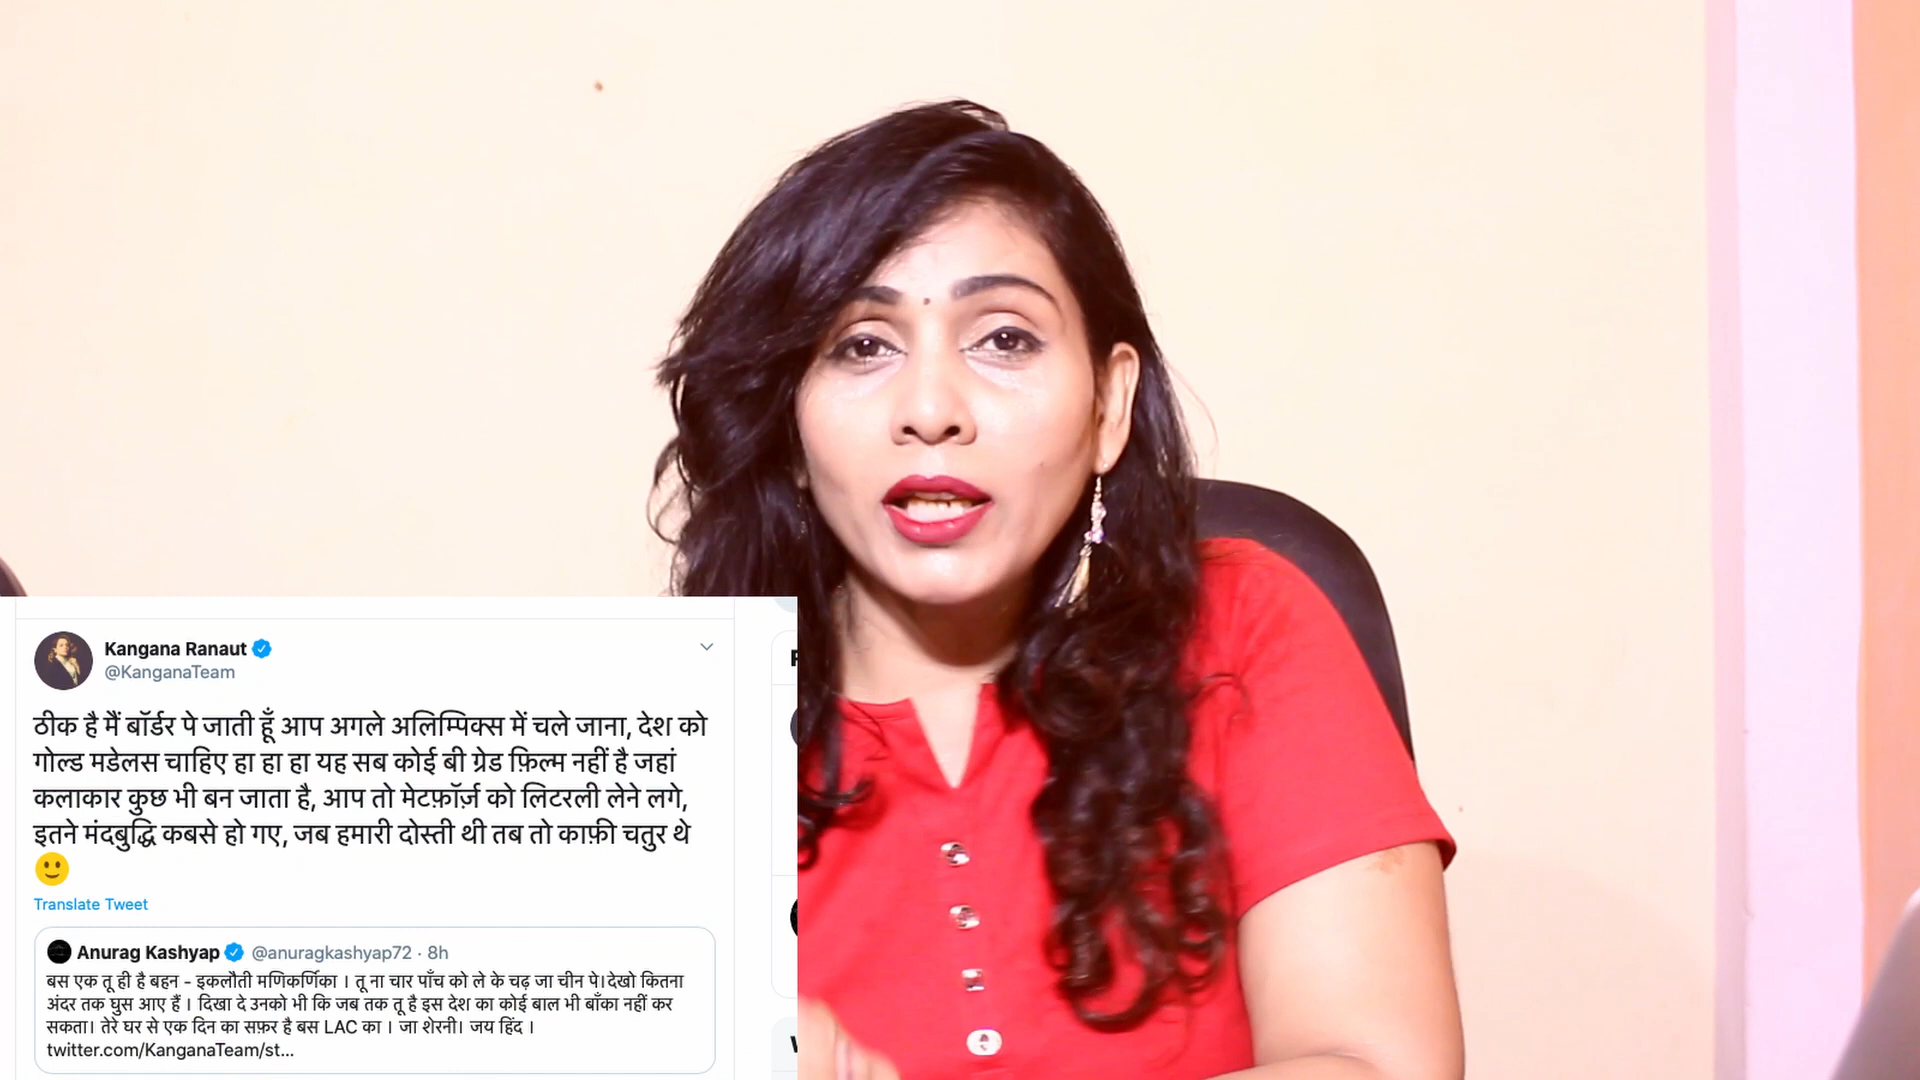 Kangana Ranaut
@KanganaTeam
ठीक है मैं बॉर्डर पे जाती हूँ आप अगले अलिम्पिक्स में चले जाना, देश को
गोल्ड मडेलस चाहिए हा हा हा यह सब कोई बी ग्रेड फ़िल्म नहीं है जहां
कलाकार कुछ भी बन जाता है, आप तो मेटफ़ॉर्ज़ को लिटरली लेने लगे,
इतने मंदबुद्धि कबसे हो गए, जब हमारी दोस्ती थी तब तो काफ़ी चतुर थे
🙂
Translate Tweet
Anurag Kashyap @anuragkashyap72 · 8h
बस एक तू ही है बहन - इकलौती मणिकर्णिका । तू ना चार पाँच को ले के चढ़ जा चीन पे।देखो कितना
अंदर तक घुस आए हैं । दिखा दे उनको भी कि जब तक तू है इस देश का कोई बाल भी बाँका नहीं कर
सकता। तेरे घर से एक दिन का सफ़र है बस LAC का । जा शेरनी। जय हिंद ।
twitter.com/KanganaTeam/st...